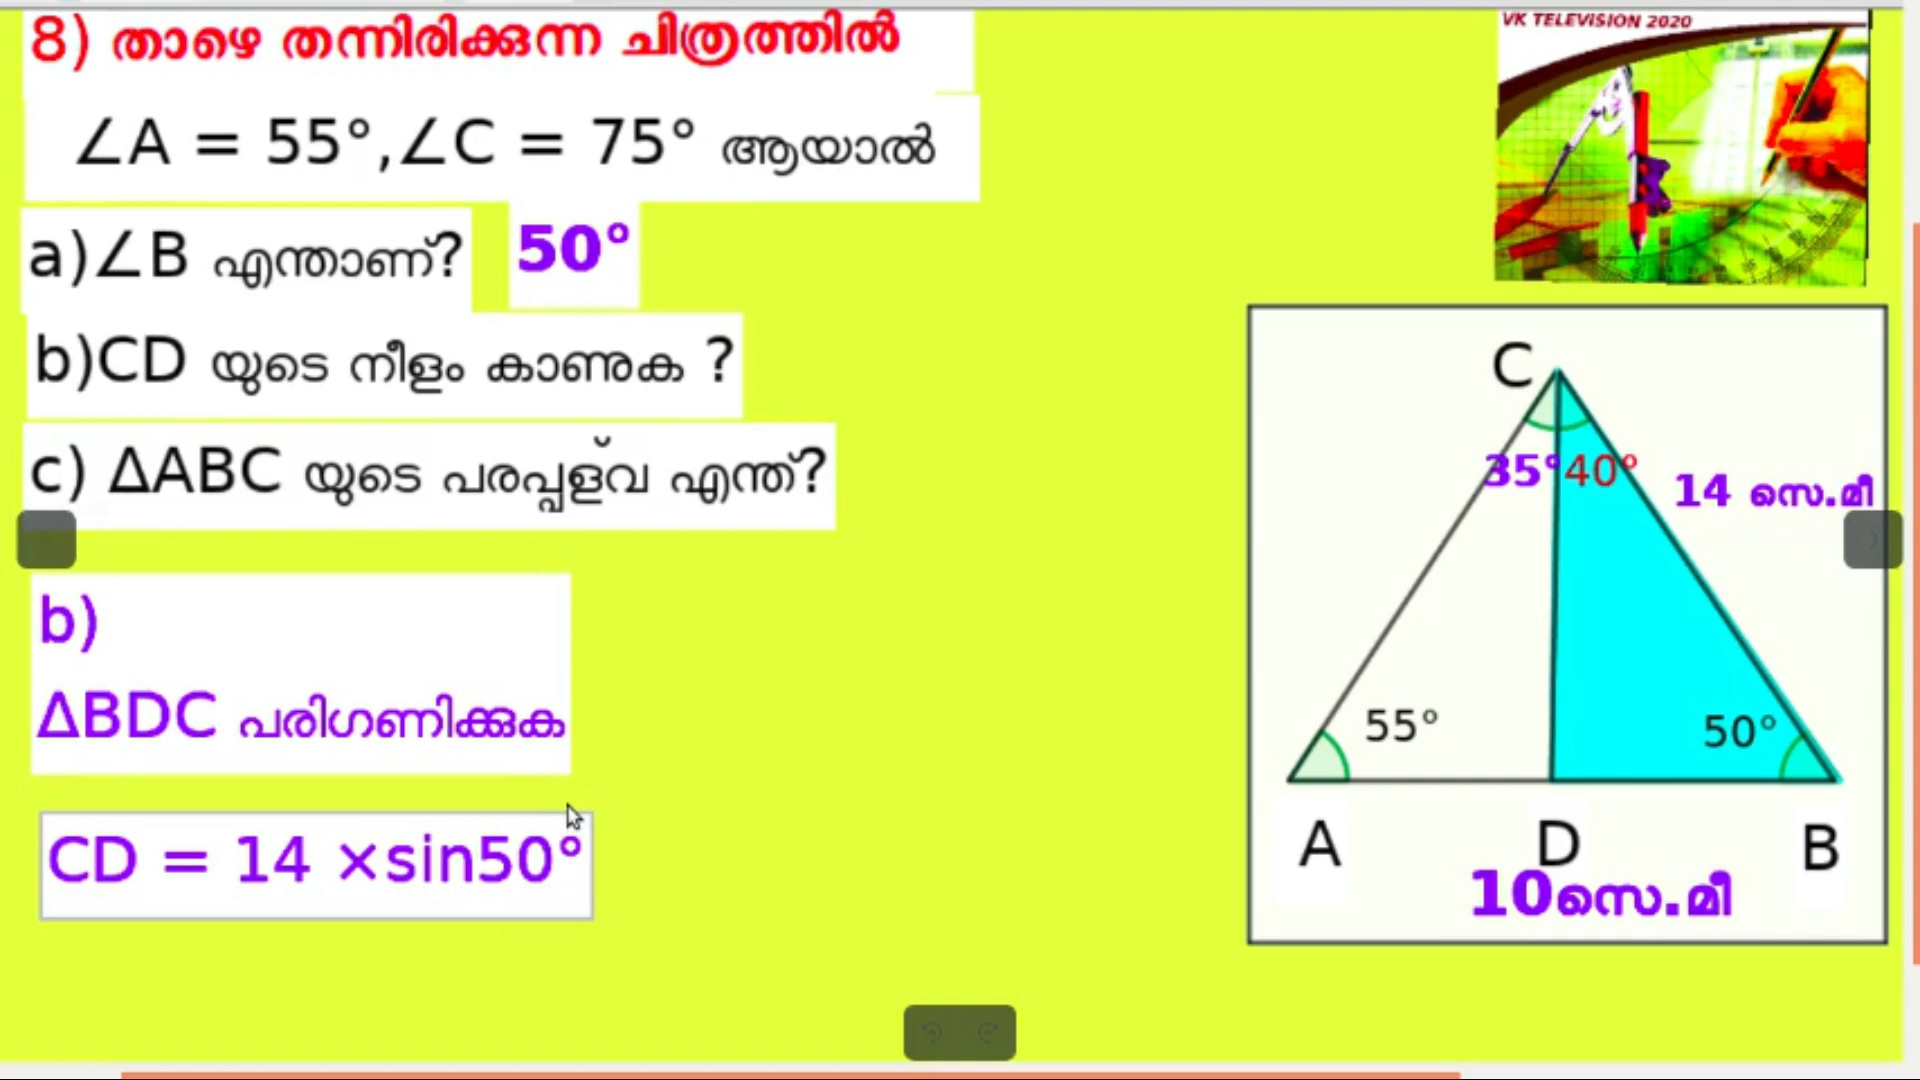 8) താഴെ തന്നിരിക്കുന്ന ചിത്രത്തിൽ
∠A = 55°,∠C = 75° ആയാൽ
a)∠B എന്താണ്? 50°
b)CD യുടെ നീളം കാണുക ?
c) ΔABC യുടെ പരപ്പള്വ എന്ത്?
b)
ΔBDC പരിഗണിക്കുക
CD = 14 ×sin50°
VK TELEVISION 2020
C
35° 40° 14 സെ.മീ
55° 50°
A D B
10സെ.മീ